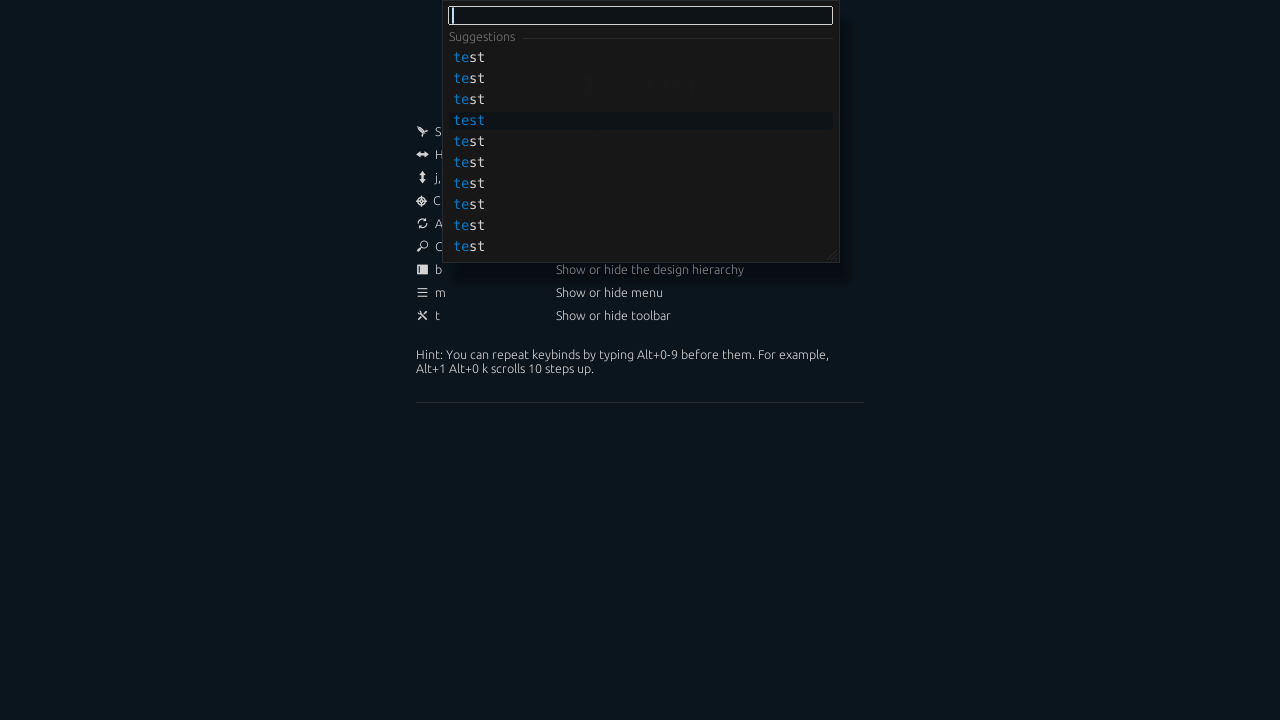 Suggestions
test
test
test
test
test
test
test
test
test
test
b Show or hide the design hierarchy
m Show or hide menu
t Show or hide toolbar
Hint: You can repeat keybinds by typing Alt+0-9 before them. For example,
Alt+1 Alt+0 k scrolls 10 steps up.